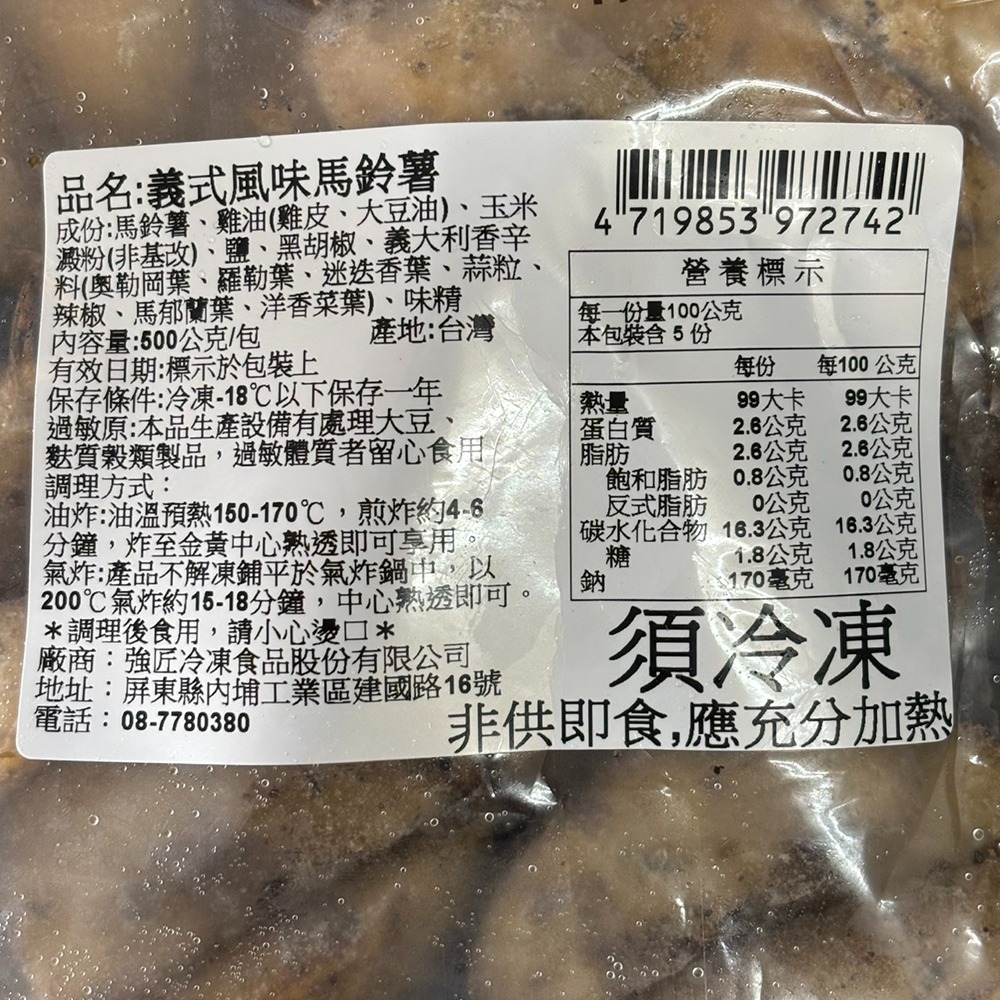 品名:義式風味馬鈴薯
成份:馬鈴薯、雞油(雞皮、大豆油)、玉米
澱粉(非基改)、鹽、黑胡椒、義大利香辛
料(奧勒岡葉、羅勒葉、迷迭香葉、蒜粒、
辣椒、馬郁蘭葉、洋香菜葉)、味精
內容量:500公克/包 產地:台灣
有效日期:標示於包裝上
保存條件:冷凍-18℃以下保存一年
過敏原:本品生產設備有處理大豆、
麩質穀類製品，過敏體質者留心食用
調理方式：
油炸:油溫預熱150-170℃，煎炸約4-6
分鐘，炸至金黃中心熟透即可享用。
氣炸:產品不解凍鋪平於氣炸鍋中，以
200℃氣炸約15-18分鐘，中心熟透即可。
＊調理後食用，請小心燙口＊
廠商：強匠冷凍食品股份有限公司
地址：屏東縣內埔工業區建國路16號
電話：08-7780380
4 719853 972742
營養標示
每一份量100公克
本包裝含 5 份
每份 每100 公克
熱量 99大卡 99大卡
蛋白質 2.6公克 2.6公克
脂肪 2.6公克 2.6公克
飽和脂肪 0.8公克 0.8公克
反式脂肪 0公克 0公克
碳水化合物 16.3公克 16.3公克
糖 1.8公克 1.8公克
鈉 170毫克 170毫克
須冷凍
非供即食,應充分加熱